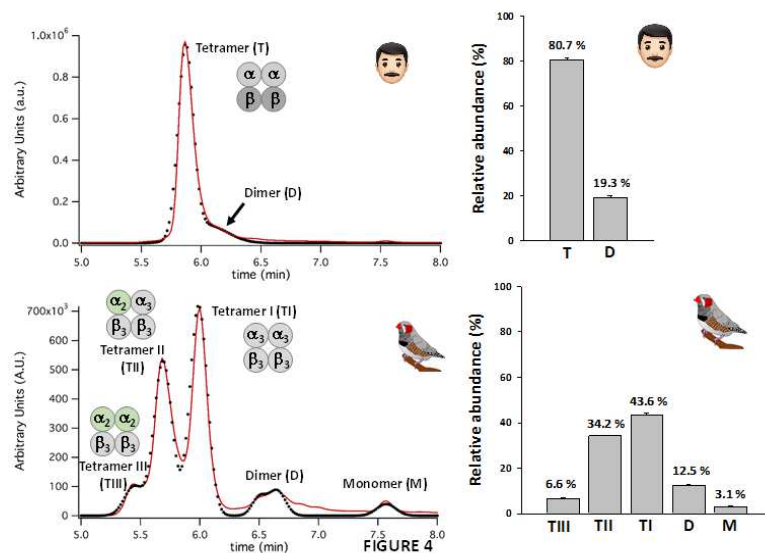 1.0x10⁶
0.8
0.6
0.4
0.2
0.0
Arbitrary Units (a.u.)
Tetramer (T)
α α
β β
Dimer (D)
5.0 5.5 6.0 6.5 7.0 7.5 8.0
time (min)
Relative abundance (%)
100
80
60
40
20
0
80.7 %
19.3 %
T D
700x10³
600
500
400
300
200
100
0
Arbitrary Units (A.U.)
α₂ α₃
β₃ β₃
Tetramer II
(TII)
α₂ α₂
β₃ β₃
Tetramer III
(TIII)
Tetramer I (TI)
α₃ α₃
β₃ β₃
Dimer (D)
Monomer (M)
5.0 5.5 6.0 6.5 7.0 7.5 8.0
time (min)
FIGURE 4
Relative abundance (%)
100
80
60
40
20
0
6.6 %
34.2 %
43.6 %
12.5 %
3.1 %
TIII TII TI D M